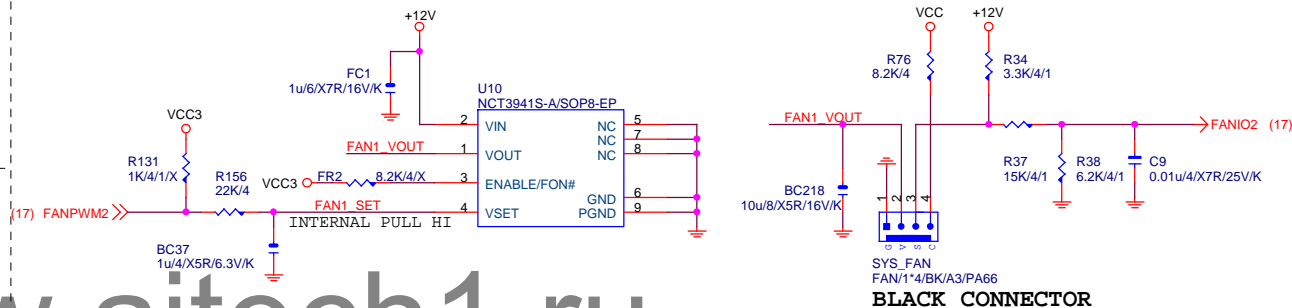 +12V
FC1
1u/6/X7R/16V/K
U10
NCT3941S-A/SOP8-EP
2 VIN
1 VOUT
3 ENABLE/FON#
4 VSET
NC 5
NC 7
NC 8
GND 6
PGND 9
FAN1_VOUT
VCC3
R131
1K/4/1/X
R156
22K/4
VCC3
FR2
8.2K/4/X
(17) FANPWM2
FAN1_SET
INTERNAL PULL HI
BC37
1u/4/X5R/6.3V/K
VCC
+12V
R76
8.2K/4
R34
3.3K/4/1
FAN1_VOUT
FANIO2 (17)
R37
15K/4/1
R38
6.2K/4/1
C9
0.01u/4/X7R/25V/K
BC218
10u/8/X5R/16V/K
1 2 3 4
G V S C
SYS_FAN
FAN/1*4/BK/A3/PA66
BLACK CONNECTOR